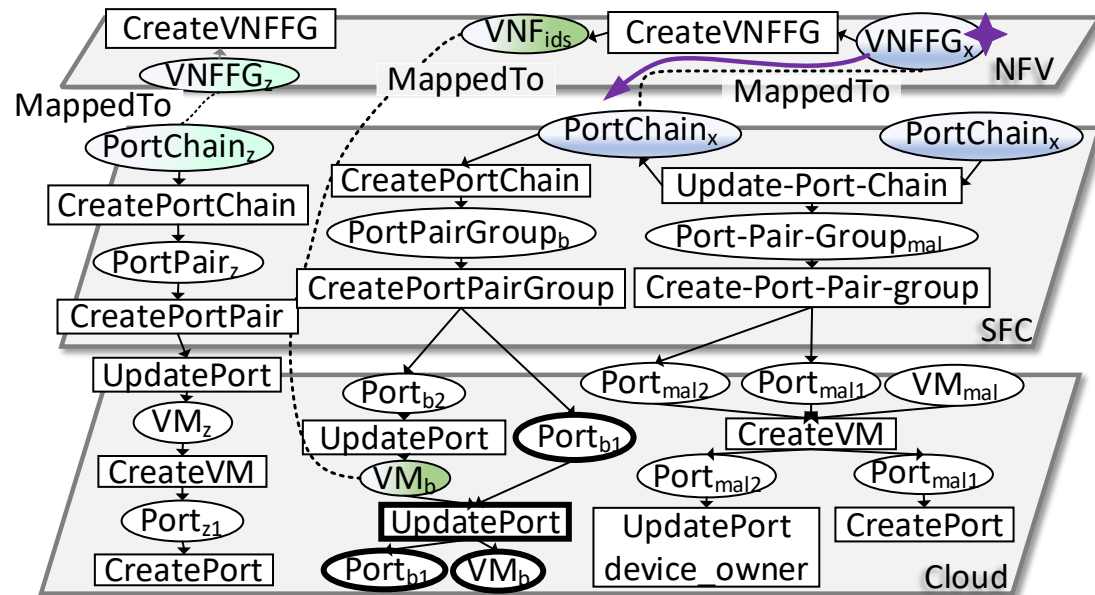 CreateVNFFG
VNF_ids
CreateVNFFG
VNFFG_x
NFV
VNFFG_z
MappedTo
MappedTo
MappedTo
PortChain_z
PortChain_x
PortChain_x
CreatePortChain
CreatePortChain
Update-Port-Chain
PortPairGroup_b
Port-Pair-Group_mal
PortPair_z
CreatePortPairGroup
Create-Port-Pair-group
CreatePortPair
SFC
UpdatePort
Port_b2
Port_mal2
Port_mal1
VM_mal
VM_z
UpdatePort
Port_b1
CreateVM
CreateVM
VM_b
Port_mal2
Port_mal1
Port_z1
UpdatePort
UpdatePort
device_owner
CreatePort
CreatePort
Port_b1
VM_b
Cloud